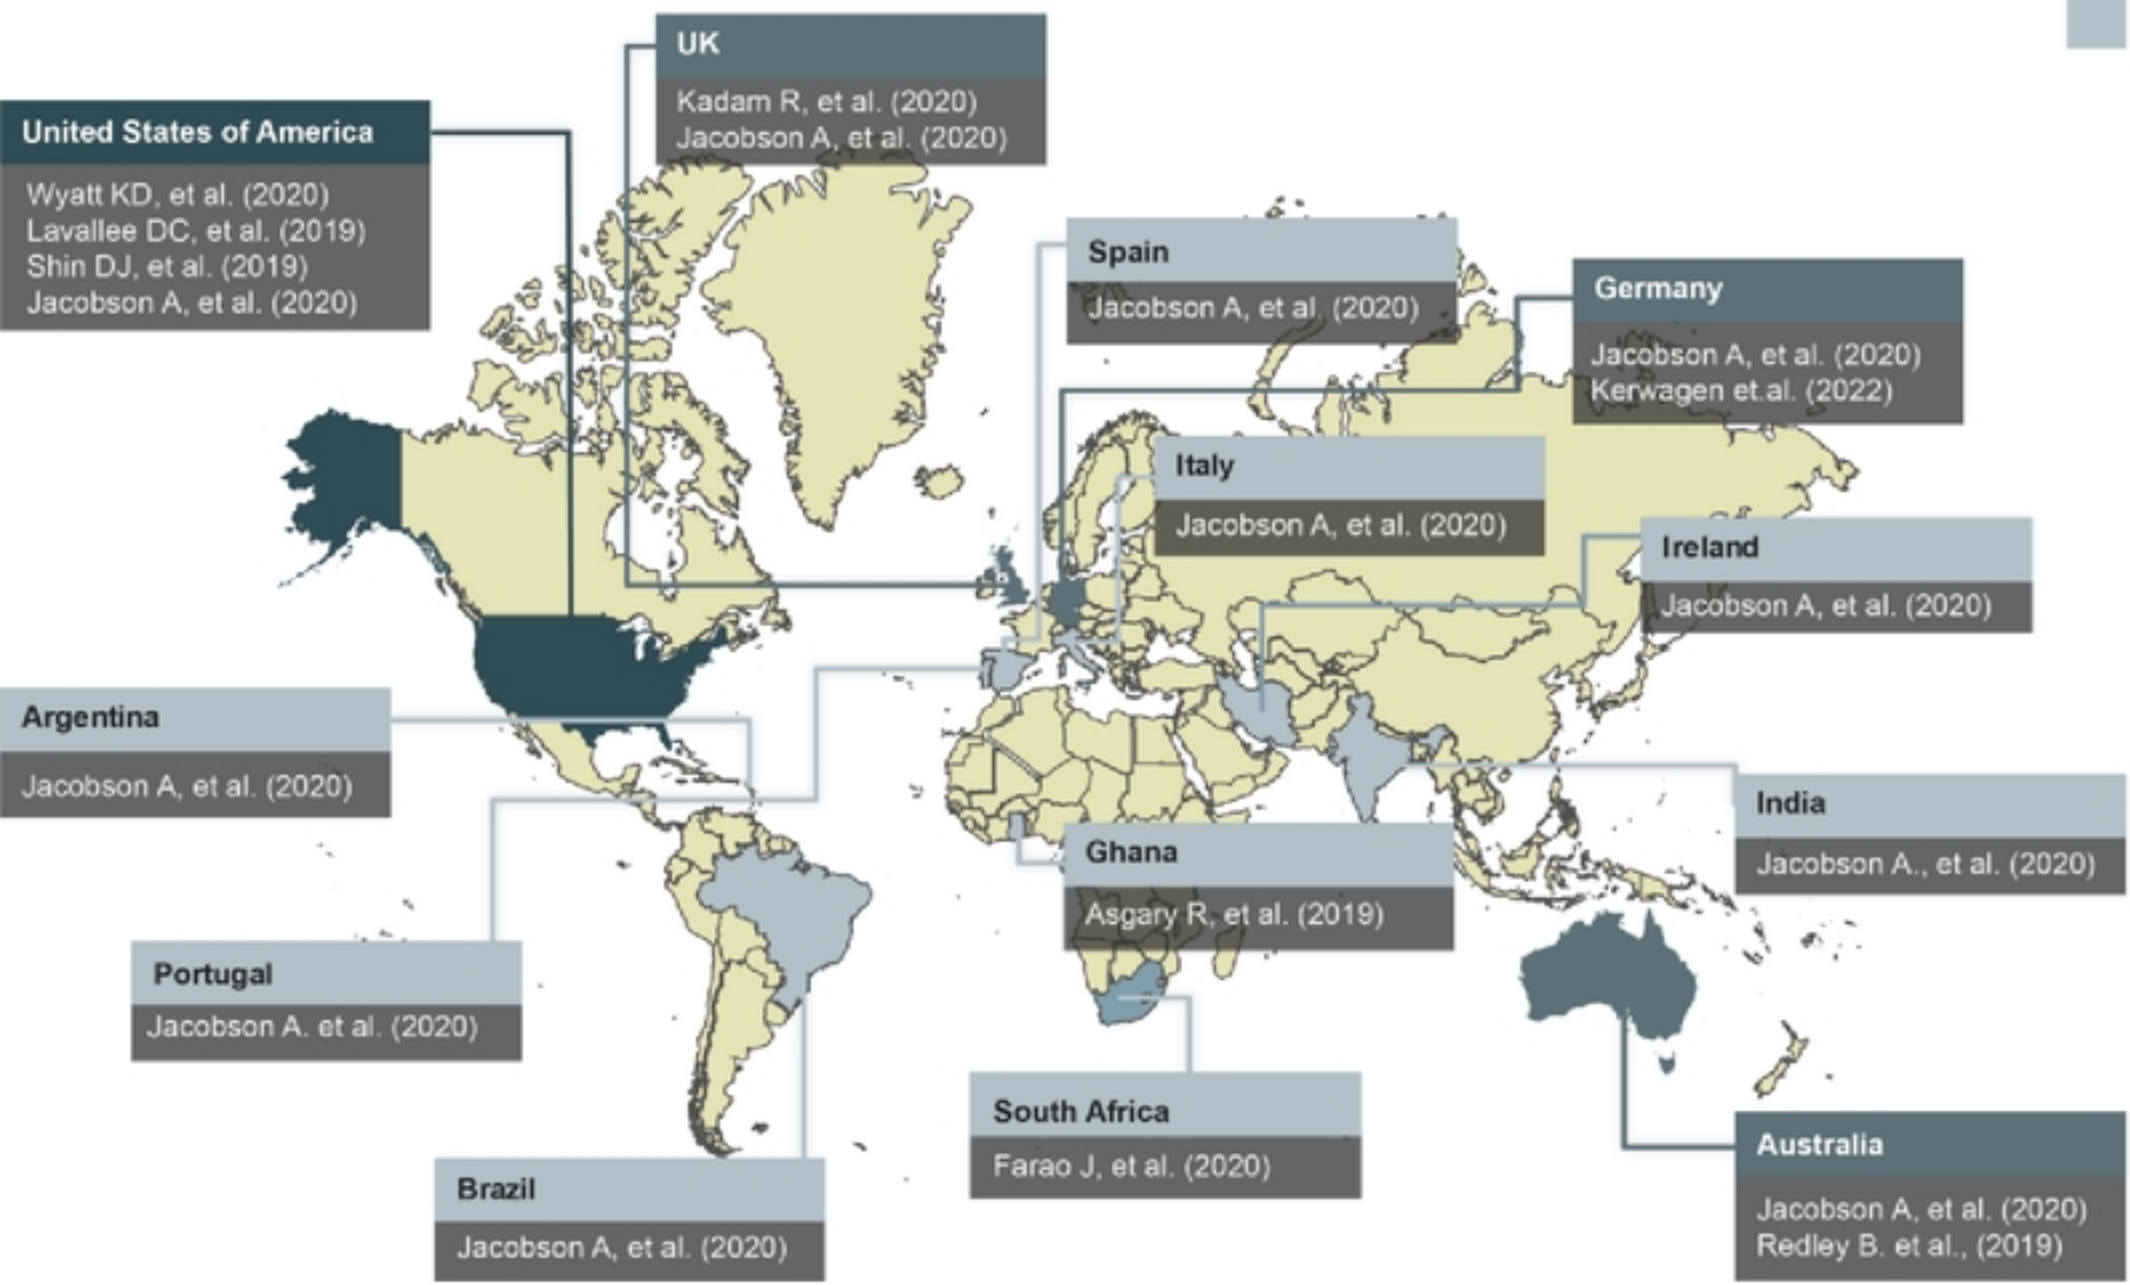 UK
Kadam R, et al. (2020)
Jacobson A, et al. (2020)
United States of America
Wyatt KD, et al. (2020)
Lavallee DC, et al. (2019)
Shin DJ, et al. (2019)
Jacobson A, et al. (2020)
Spain
Jacobson A, et al. (2020)
Germany
Jacobson A, et al. (2020)
Kerwagen et.al. (2022)
Italy
Jacobson A, et al. (2020)
Ireland
Jacobson A, et al. (2020)
Argentina
Jacobson A, et al. (2020)
India
Jacobson A., et al. (2020)
Ghana
Asgary R, et al. (2019)
Portugal
Jacobson A. et al. (2020)
South Africa
Farao J, et al. (2020)
Australia
Jacobson A, et al. (2020)
Redley B. et al., (2019)
Brazil
Jacobson A, et al. (2020)